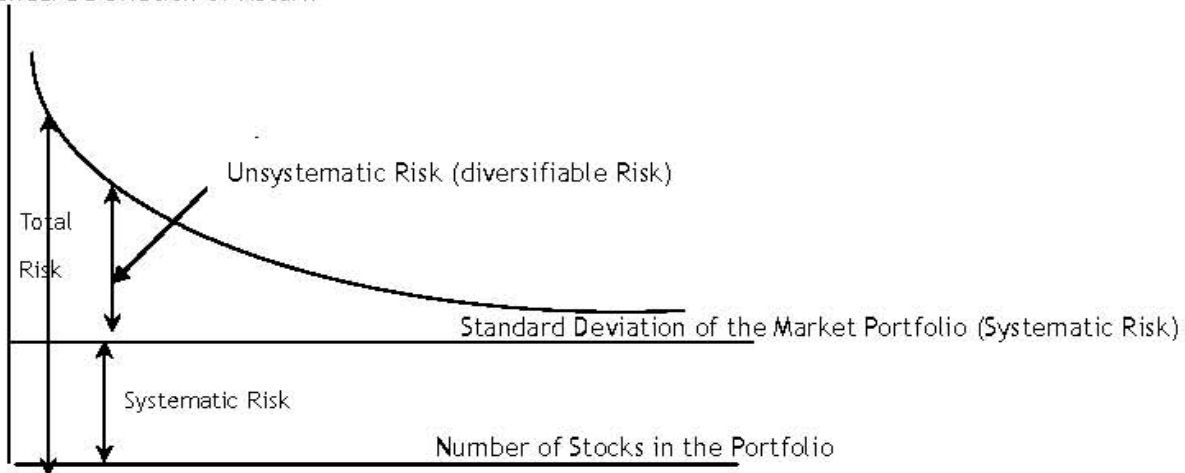 Unsystematic Risk (diversifiable Risk)
Total
Risk
Standard Deviation of the Market Portfolio (Systematic Risk)
Systematic Risk
Number of Stocks in the Portfolio